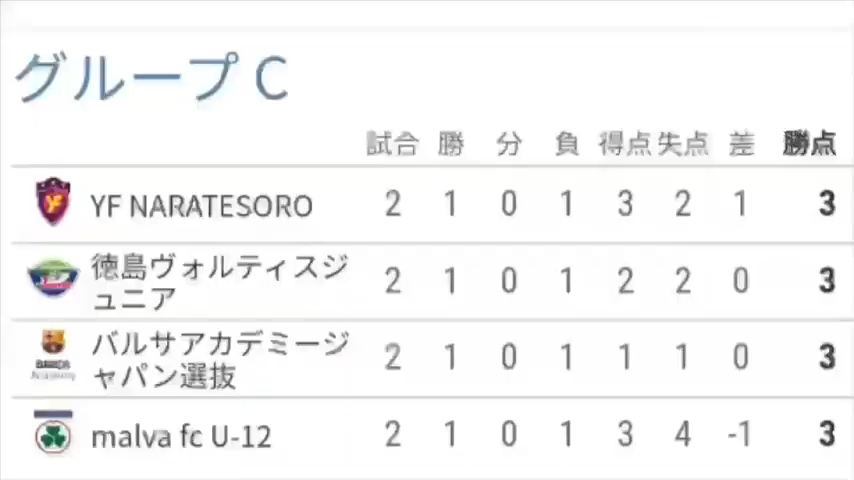 グループ C
試合 勝 分 負 得点 失点 差 勝点
YF NARATESORO 2 1 0 1 3 2 1 3
徳島ヴォルティスジ
ュニア 2 1 0 1 2 2 0 3
バルサアカデミージ
ャパン選抜 2 1 0 1 1 1 0 3
malva fc U-12 2 1 0 1 3 4 -1 3